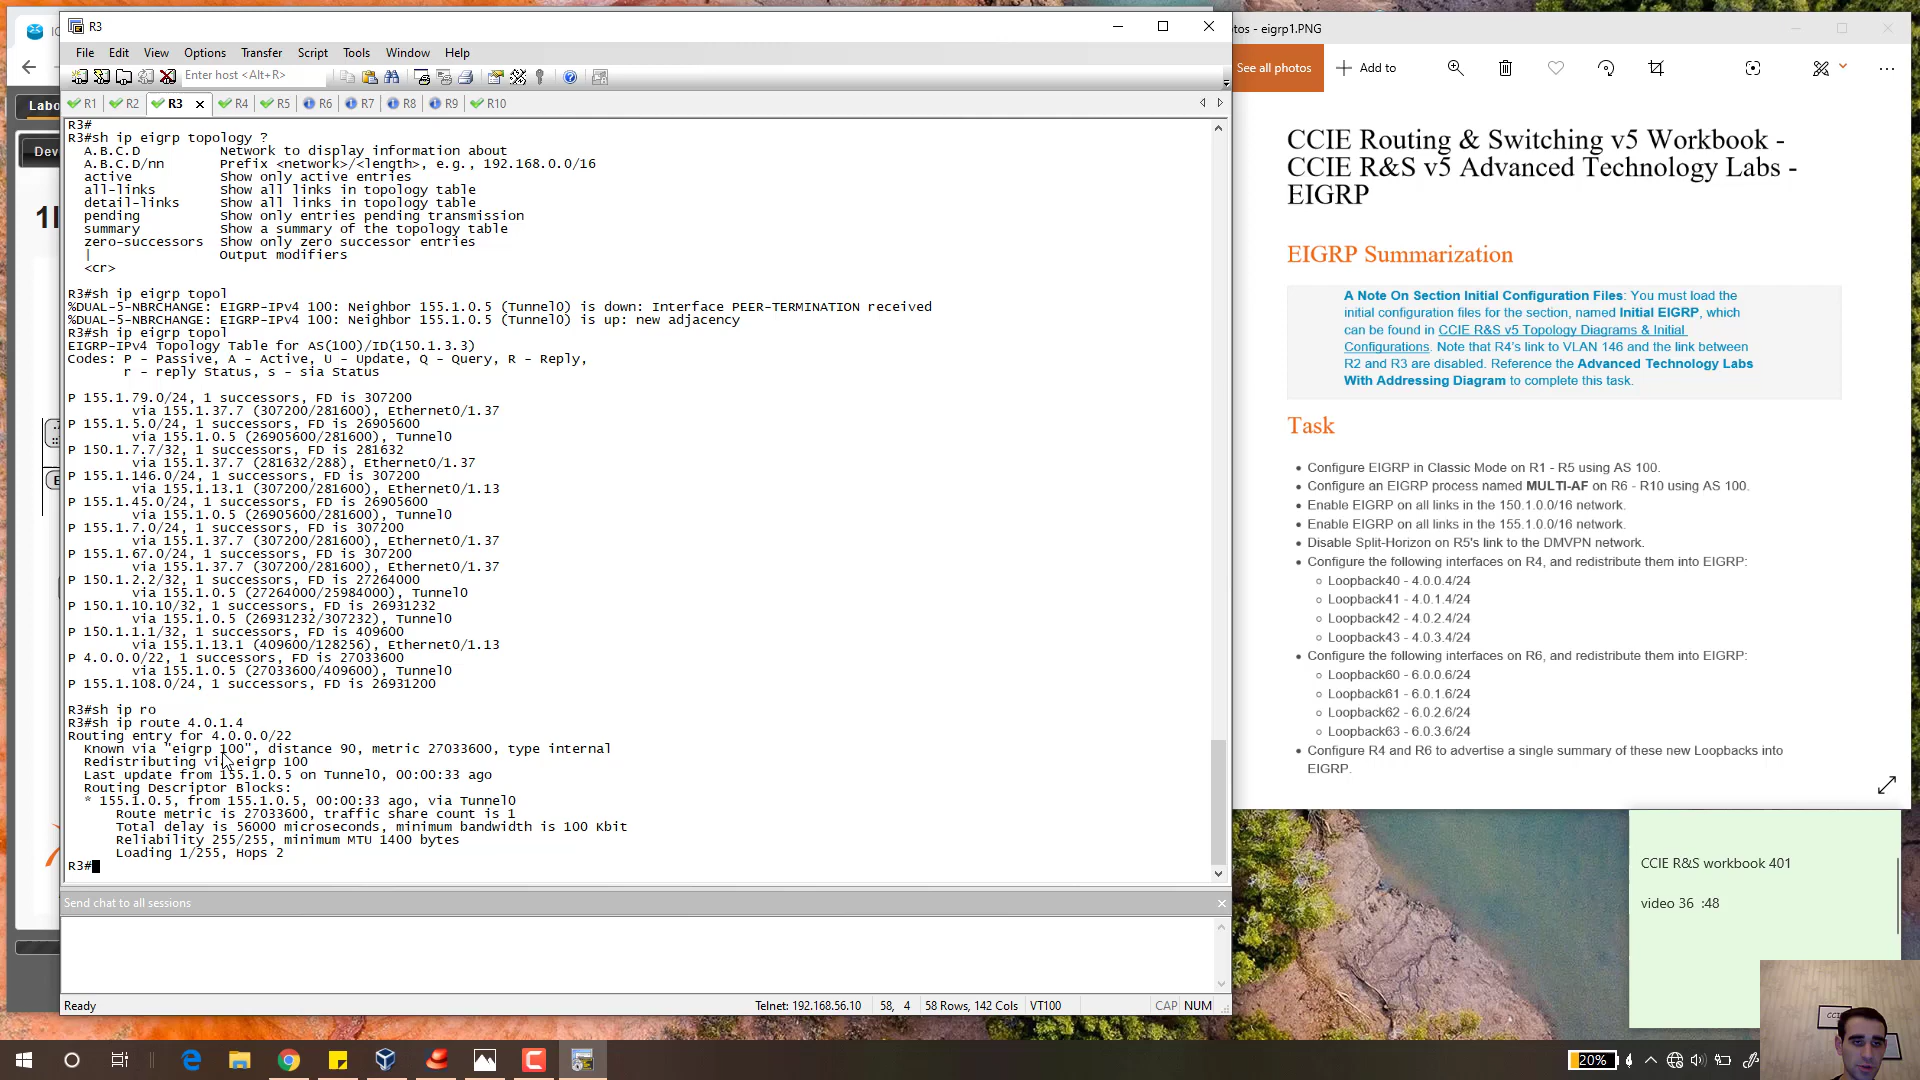 R3
File Edit View Options Transfer Script Tools Window Help
Enter host <Alt+R>
R1 R2 R3 R4 R5 R6 R7 R8 R9 R10
R3#
R3#sh ip eigrp topology ?
A.B.C.D Network to display information about
A.B.C.D/nn Prefix <network>/<length>, e.g., 192.168.0.0/16
active Show only active entries
all-links Show all links in topology table
detail-links Show all links in topology table
pending Show only entries pending transmission
summary Show a summary of the topology table
zero-successors Show only zero successor entries
| Output modifiers
<cr>
R3#sh ip eigrp topol
%DUAL-5-NBRCHANGE: EIGRP-IPv4 100: Neighbor 155.1.0.5 (Tunnel0) is down: Interface PEER-TERMINATION received
%DUAL-5-NBRCHANGE: EIGRP-IPv4 100: Neighbor 155.1.0.5 (Tunnel0) is up: new adjacency
R3#sh ip eigrp topol
EIGRP-IPv4 Topology Table for AS(100)/ID(150.1.3.3)
Codes: P - Passive, A - Active, U - Update, Q - Query, R - Reply,
r - reply Status, s - sia Status
P 155.1.79.0/24, 1 successors, FD is 307200
via 155.1.37.7 (307200/281600), Ethernet0/1.37
P 155.1.5.0/24, 1 successors, FD is 26905600
via 155.1.0.5 (26905600/281600), Tunnel0
P 150.1.7.7/32, 1 successors, FD is 281632
via 155.1.37.7 (281632/288), Ethernet0/1.37
P 155.1.146.0/24, 1 successors, FD is 307200
via 155.1.13.1 (307200/281600), Ethernet0/1.13
P 155.1.45.0/24, 1 successors, FD is 26905600
via 155.1.0.5 (26905600/281600), Tunnel0
P 155.1.7.0/24, 1 successors, FD is 307200
via 155.1.37.7 (307200/281600), Ethernet0/1.37
P 155.1.67.0/24, 1 successors, FD is 307200
via 155.1.37.7 (307200/281600), Ethernet0/1.37
P 150.1.2.2/32, 1 successors, FD is 27264000
via 155.1.0.5 (27264000/25984000), Tunnel0
P 150.1.10.10/32, 1 successors, FD is 26931232
via 155.1.0.5 (26931232/307232), Tunnel0
P 150.1.1.1/32, 1 successors, FD is 409600
via 155.1.13.1 (409600/128256), Ethernet0/1.13
P 4.0.0.0/22, 1 successors, FD is 27033600
via 155.1.0.5 (27033600/409600), Tunnel0
P 155.1.108.0/24, 1 successors, FD is 26931200
R3#sh ip ro
R3#sh ip route 4.0.1.4
Routing entry for 4.0.0.0/22
Known via "eigrp 100", distance 90, metric 27033600, type internal
Redistributing via eigrp 100
Last update from 155.1.0.5 on Tunnel0, 00:00:33 ago
Routing Descriptor Blocks:
* 155.1.0.5, from 155.1.0.5, 00:00:33 ago, via Tunnel0
Route metric is 27033600, traffic share count is 1
Total delay is 56000 microseconds, minimum bandwidth is 100 Kbit
Reliability 255/255, minimum MTU 1400 bytes
Loading 1/255, Hops 2
R3#
Send chat to all sessions
Ready Telnet: 192.168.56.10 58, 4 58 Rows, 142 Cols VT100 CAP NUM
- eigrp1.PNG
See all photos Add to
CCIE Routing & Switching v5 Workbook -
CCIE R&S v5 Advanced Technology Labs -
EIGRP
EIGRP Summarization
A Note On Section Initial Configuration Files: You must load the
initial configuration files for the section, named Initial EIGRP, which
can be found in CCIE R&S v5 Topology Diagrams & Initial
Configurations. Note that R4's link to VLAN 146 and the link between
R2 and R3 are disabled. Reference the Advanced Technology Labs
With Addressing Diagram to complete this task.
Task
• Configure EIGRP in Classic Mode on R1 - R5 using AS 100.
• Configure an EIGRP process named MULTI-AF on R6 - R10 using AS 100.
• Enable EIGRP on all links in the 150.1.0.0/16 network.
• Enable EIGRP on all links in the 155.1.0.0/16 network.
• Disable Split-Horizon on R5's link to the DMVPN network.
• Configure the following interfaces on R4, and redistribute them into EIGRP:
○ Loopback40 - 4.0.0.4/24
○ Loopback41 - 4.0.1.4/24
○ Loopback42 - 4.0.2.4/24
○ Loopback43 - 4.0.3.4/24
• Configure the following interfaces on R6, and redistribute them into EIGRP:
○ Loopback60 - 6.0.0.6/24
○ Loopback61 - 6.0.1.6/24
○ Loopback62 - 6.0.2.6/24
○ Loopback63 - 6.0.3.6/24
• Configure R4 and R6 to advertise a single summary of these new Loopbacks into
EIGRP.
CCIE R&S workbook 401
video 36 :48
20%